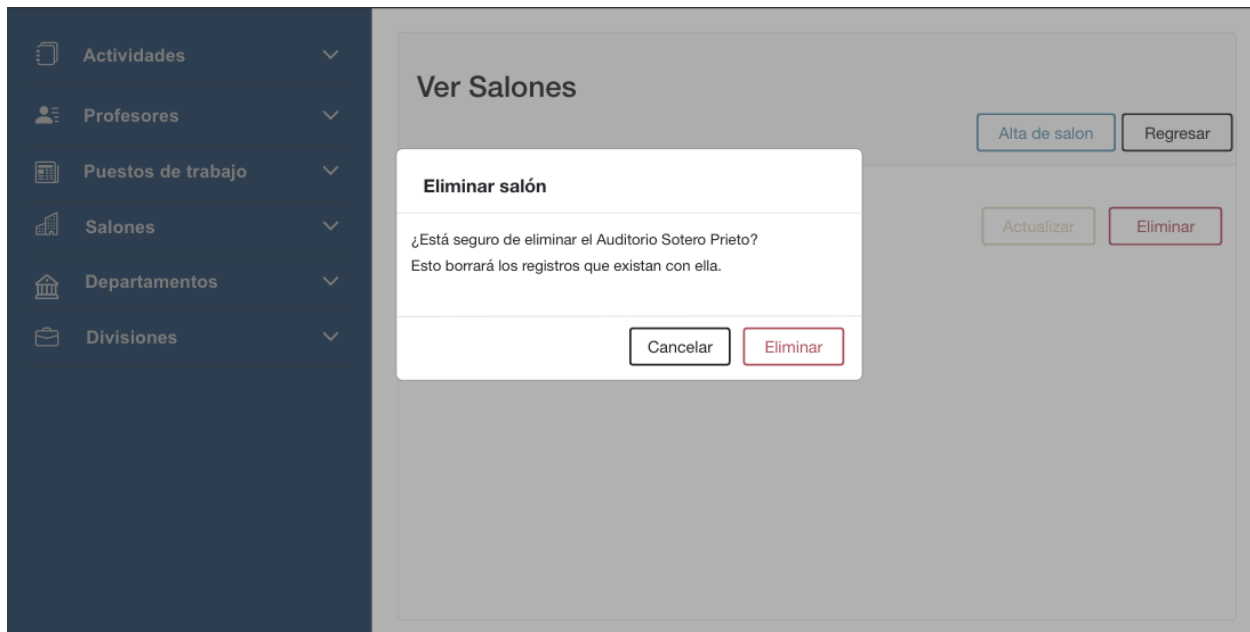 Actividades
Profesores
Puestos de trabajo
Salones
Departamentos
Divisiones
Ver Salones
Alta de salon
Regresar
Actualizar
Eliminar
Eliminar salón
¿Está seguro de eliminar el Auditorio Sotero Prieto?
Esto borrará los registros que existan con ella.
Cancelar
Eliminar